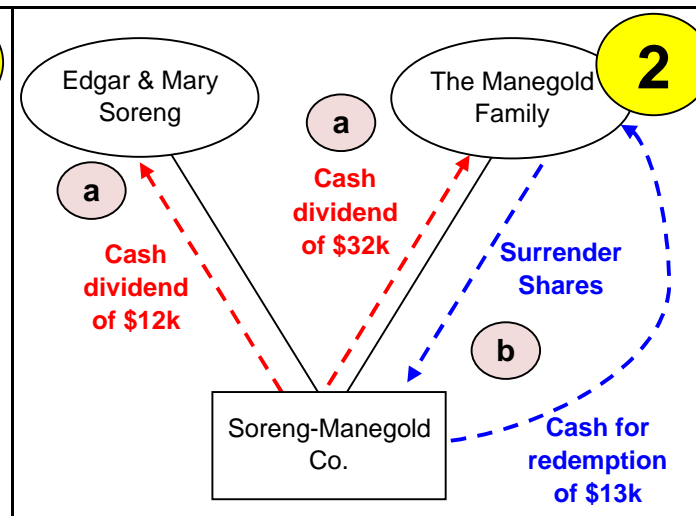 Edgar & Mary
Soreng
The Manegold
Family
2
a
a
Cash
dividend
of $32k
Cash
dividend
of $12k
Surrender
Shares
b
Soreng-Manegold
Co.
Cash for
redemption
of $13k